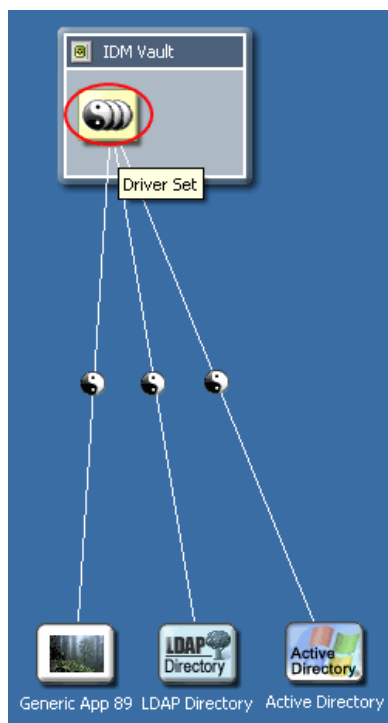 IDM Vault
Driver Set
LDAP
Directory
Active
Directory
Generic App 89
LDAP Directory
Active Directory